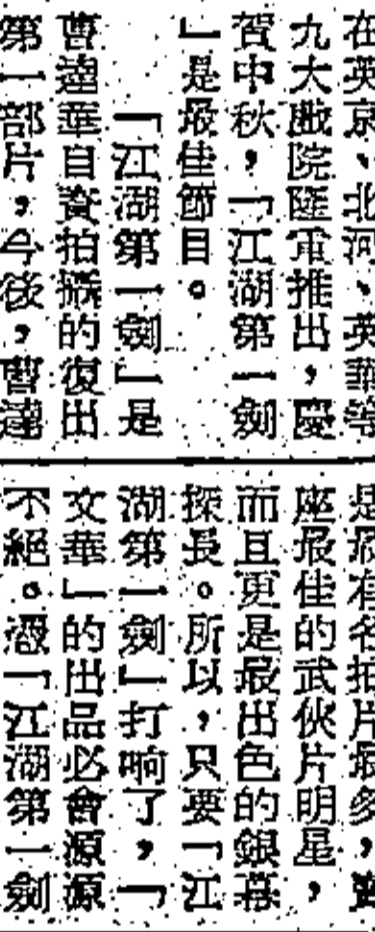 在英京、北河、英華等
九大戲院隆重推出，慶
賀中秋，「江湖第一劍
」是最佳節目。
「江湖第一劍」是
曹達華自資拍攝的復出
第一部片，今後，曹達
是最有名拍片最多，賣
座最佳的武俠片明星，
而且更是最出色的銀幕
探長。所以，只要「江
湖第一劍」打响了，「
文華」的出品必會源源
不絕。憑「江湖第一劍